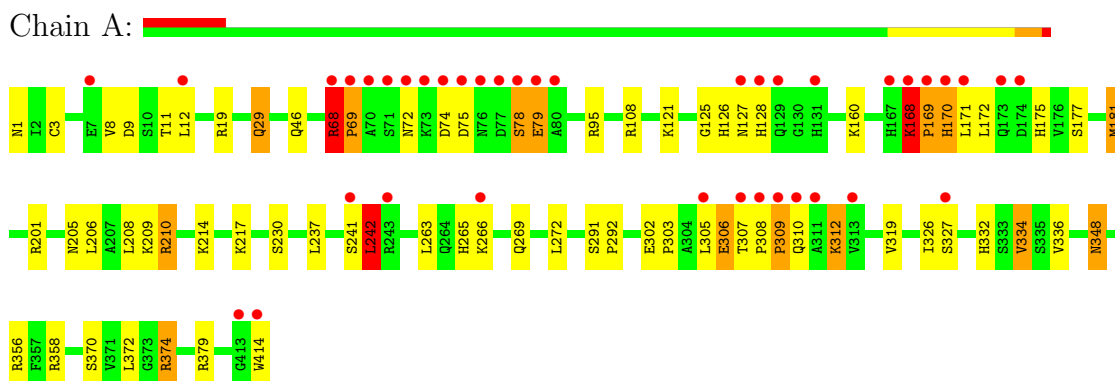 Chain A:
N1 I2 C3 E7 V8 D9 S10 T11 L12 R19 Q29 Q46 R68 P69 A70 S71 N72 K73 D74 D75 N76 D77 S78 E79 A80 R95 R108 K121 G125 H126 N127 H128 Q129 G130 H131 K160 H167 K168 P169 H170 L171 L172 Q173 D174 H175 V176 S177 M181
R201 N205 L206 A207 L208 K209 R210 K214 K217 S230 L237 S241 L242 R243 L263 Q264 H265 K266 Q269 L272 S291 P292 E302 P303 A304 L305 E306 T307 P308 P309 Q310 A311 K312 V313 V319 I326 S327 H332 S333 V334 S335 V336 N348
R356 F357 R358 S370 V371 L372 G373 R374 R379 G413 W414